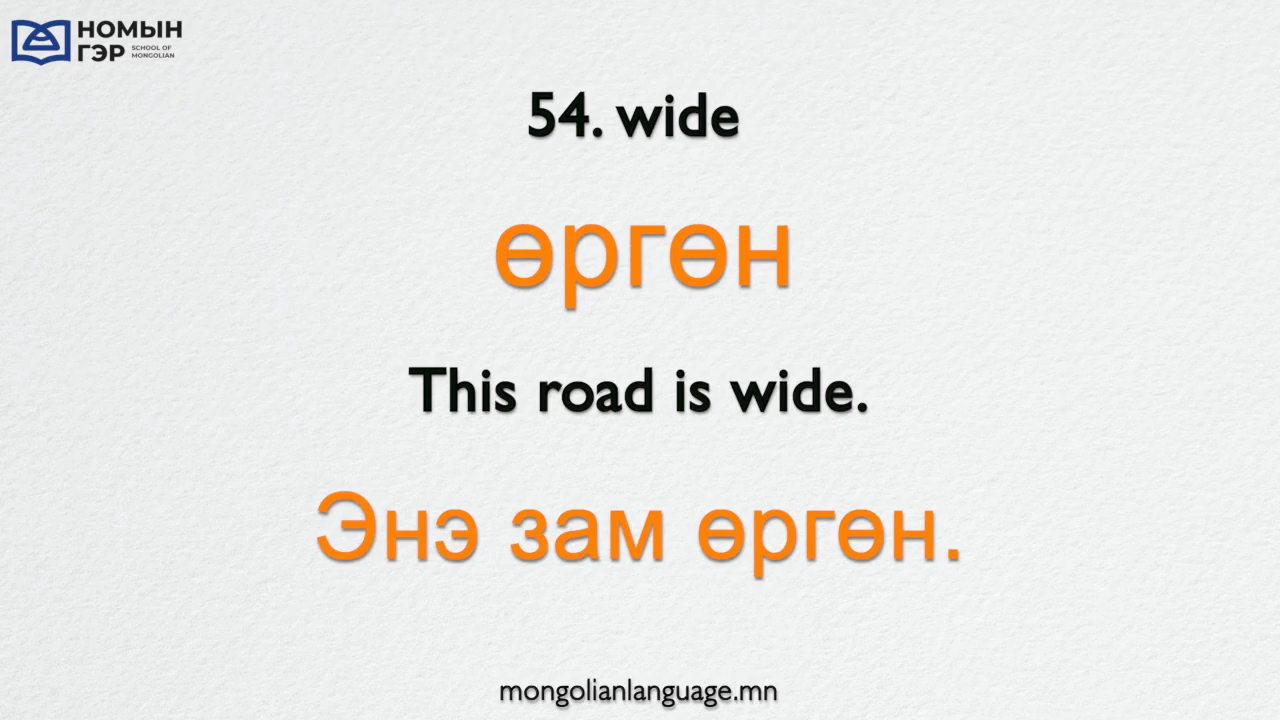 НОМЫН
ГЭР SCHOOL OF
MONGOLIAN
54. wide
өргөн
This road is wide.
Энэ зам өргөн.
mongolianlanguage.mn